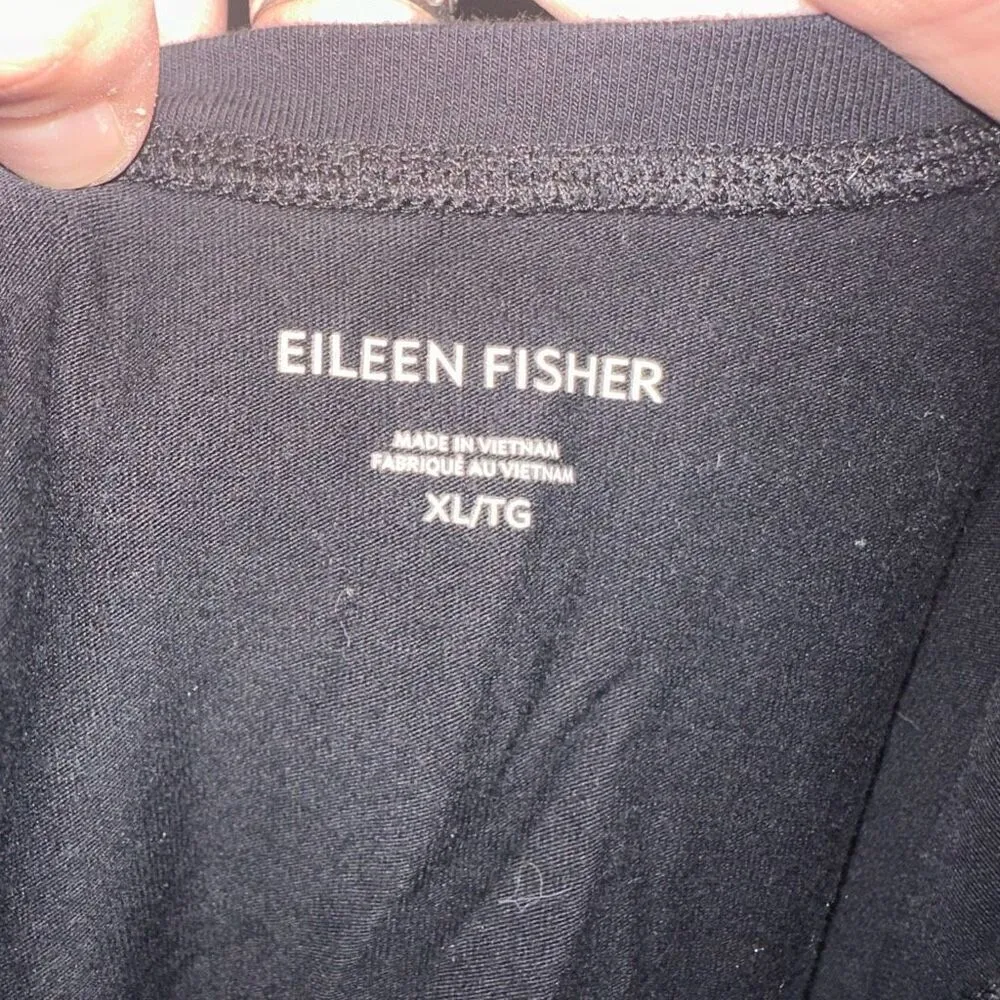 EILEEN FISHER
MADE IN VIETNAM
FABRIQUÉ AU VIETNAM
XL/TG